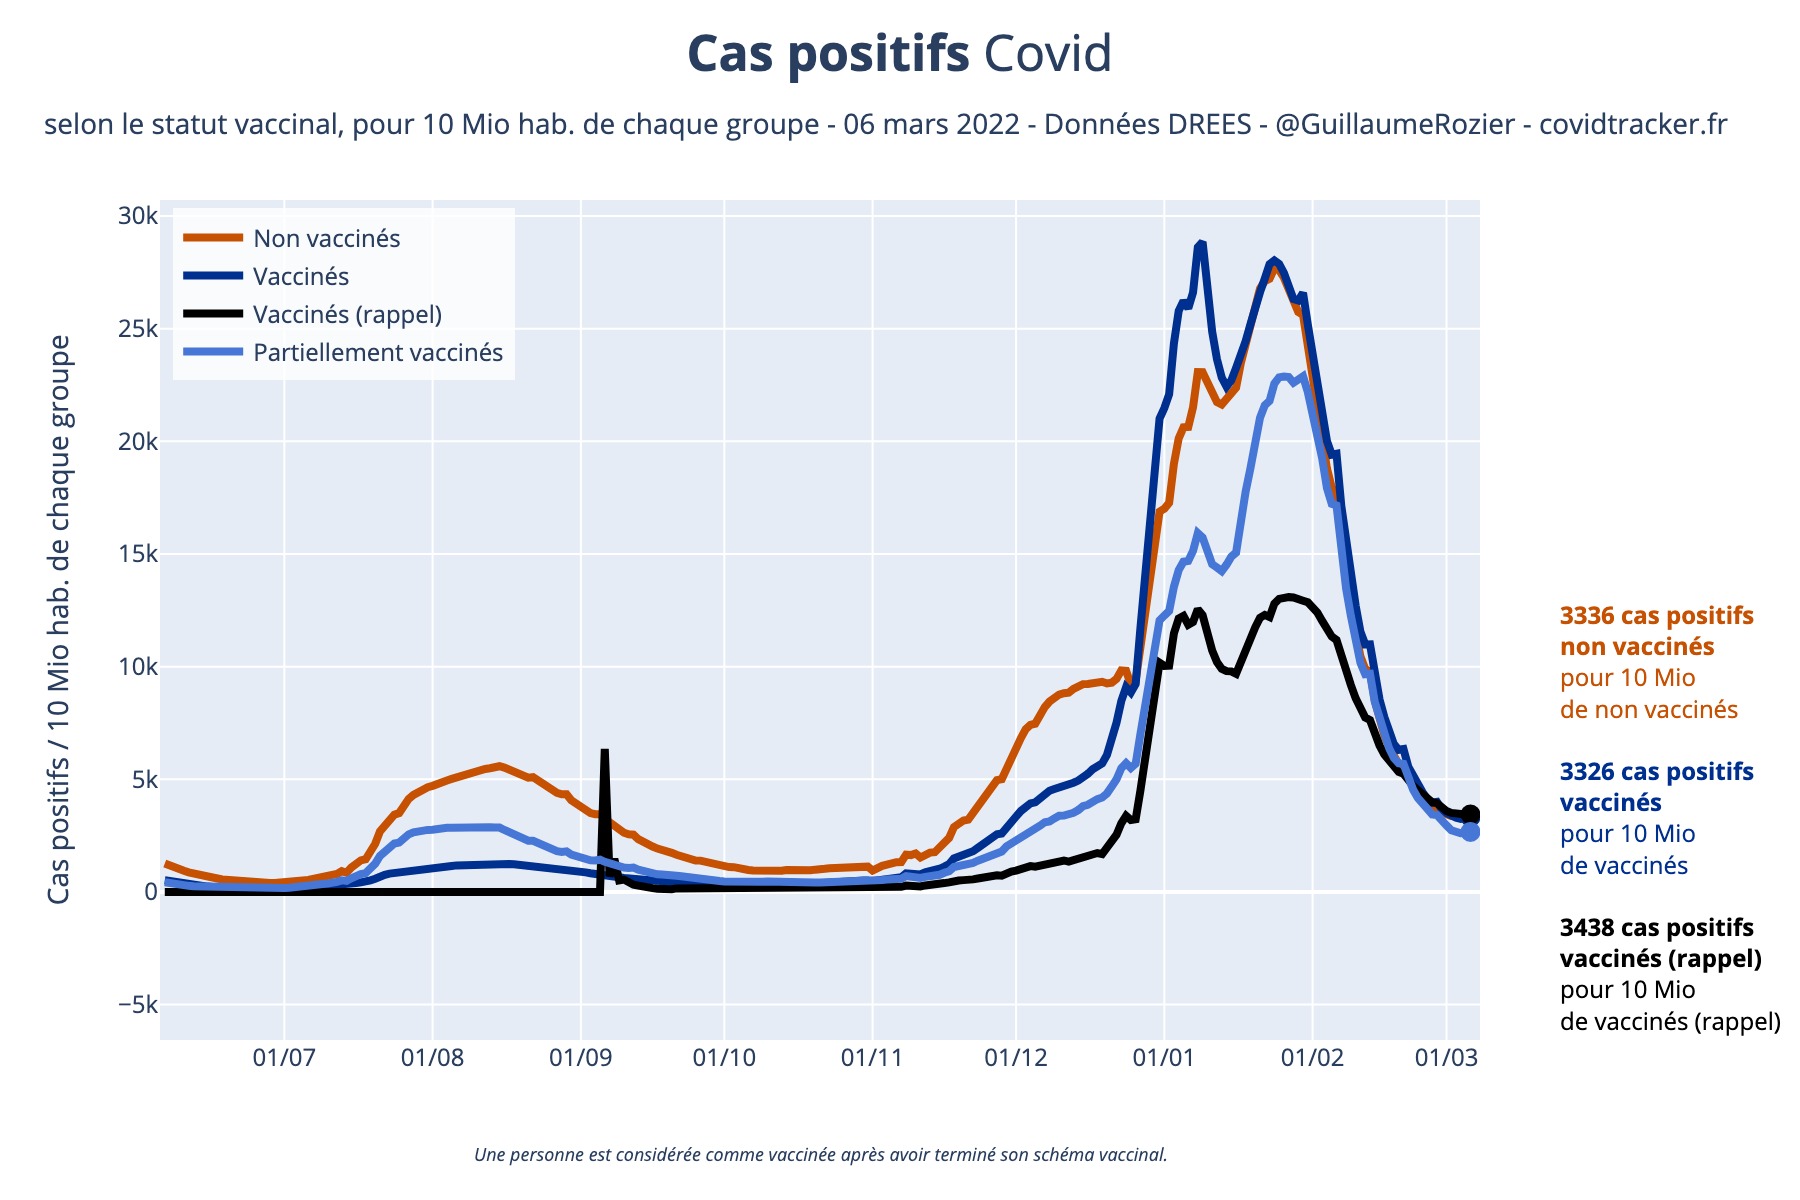 Cas positifs Covid
selon le statut vaccinal, pour 10 Mio hab. de chaque groupe - 06 mars 2022 - Données DREES - @GuillaumeRozier - covidtracker.fr
Cas positifs / 10 Mio hab. de chaque groupe
30k
25k
20k
15k
10k
5k
0
−5k
Non vaccinés
Vaccinés
Vaccinés (rappel)
Partiellement vaccinés
01/07
01/08
01/09
01/10
01/11
01/12
01/01
01/02
01/03
3336 cas positifs
non vaccinés
pour 10 Mio
de non vaccinés
3326 cas positifs
vaccinés
pour 10 Mio
de vaccinés
3438 cas positifs
vaccinés (rappel)
pour 10 Mio
de vaccinés (rappel)
Une personne est considérée comme vaccinée après avoir terminé son schéma vaccinal.